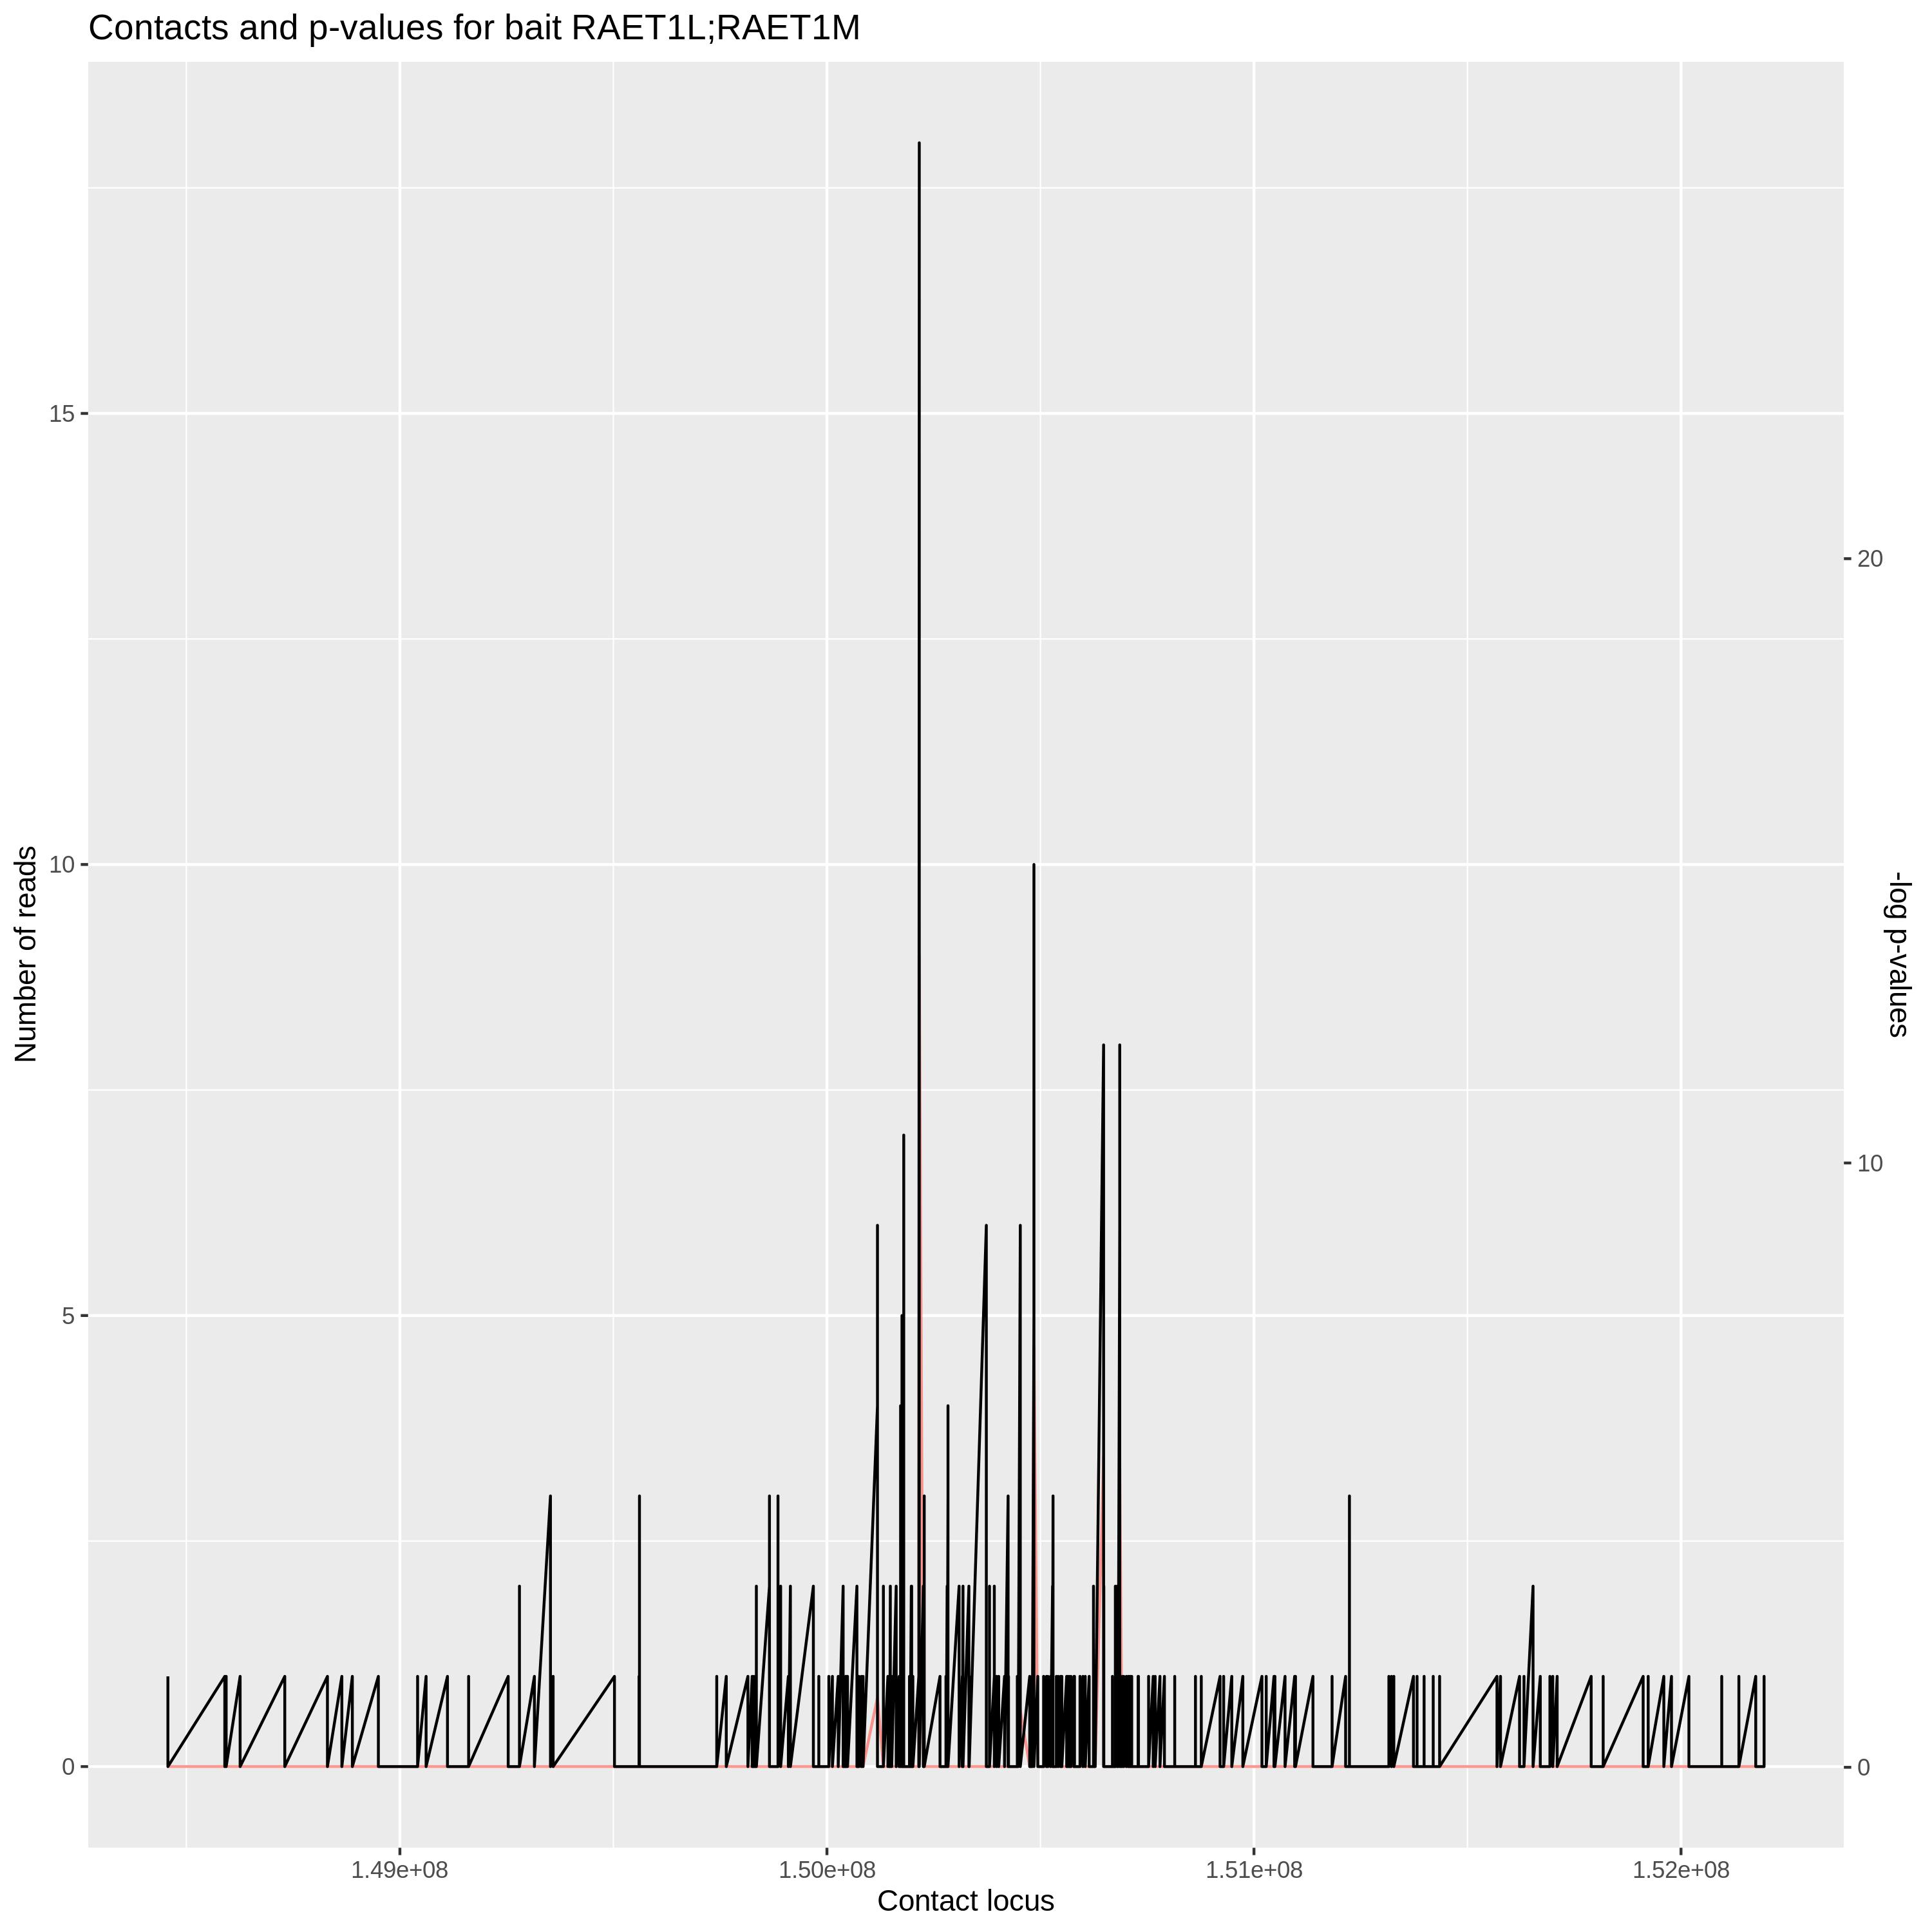 Contacts and p-values for bait RAET1L;RAET1M
15
10
5
0
Number of reads
20
10
0
-log p-values
1.49e+08 1.50e+08 1.51e+08 1.52e+08
Contact locus